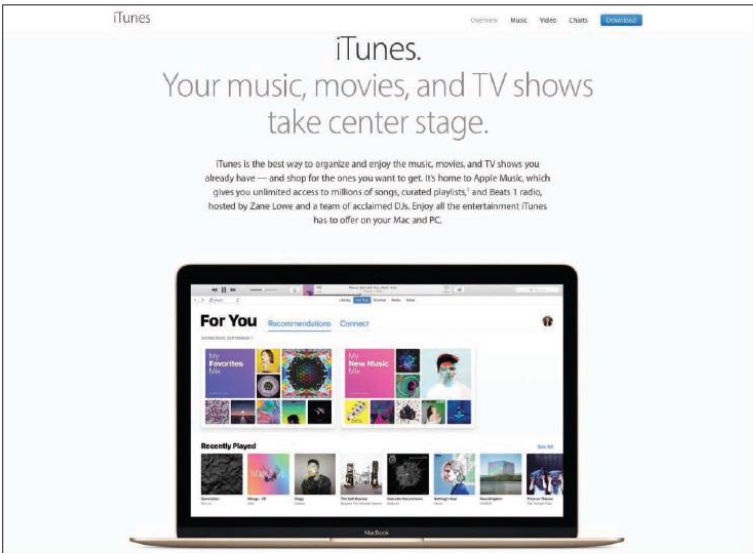 iTunes
Overview Music Video Charts Download
iTunes.
Your music, movies, and TV shows
take center stage.
iTunes is the best way to organize and enjoy the music, movies, and TV shows you
already have — and shop for the ones you want to get. It's home to Apple Music, which
gives you unlimited access to millions of songs, curated playlists,¹ and Beats 1 radio,
hosted by Zane Lowe and a team of acclaimed DJs. Enjoy all the entertainment iTunes
has to offer on your Mac and PC.
For You Recommendations Connect
My Favorites Mix
My New Music Mix
Recently Played See All
MacBook